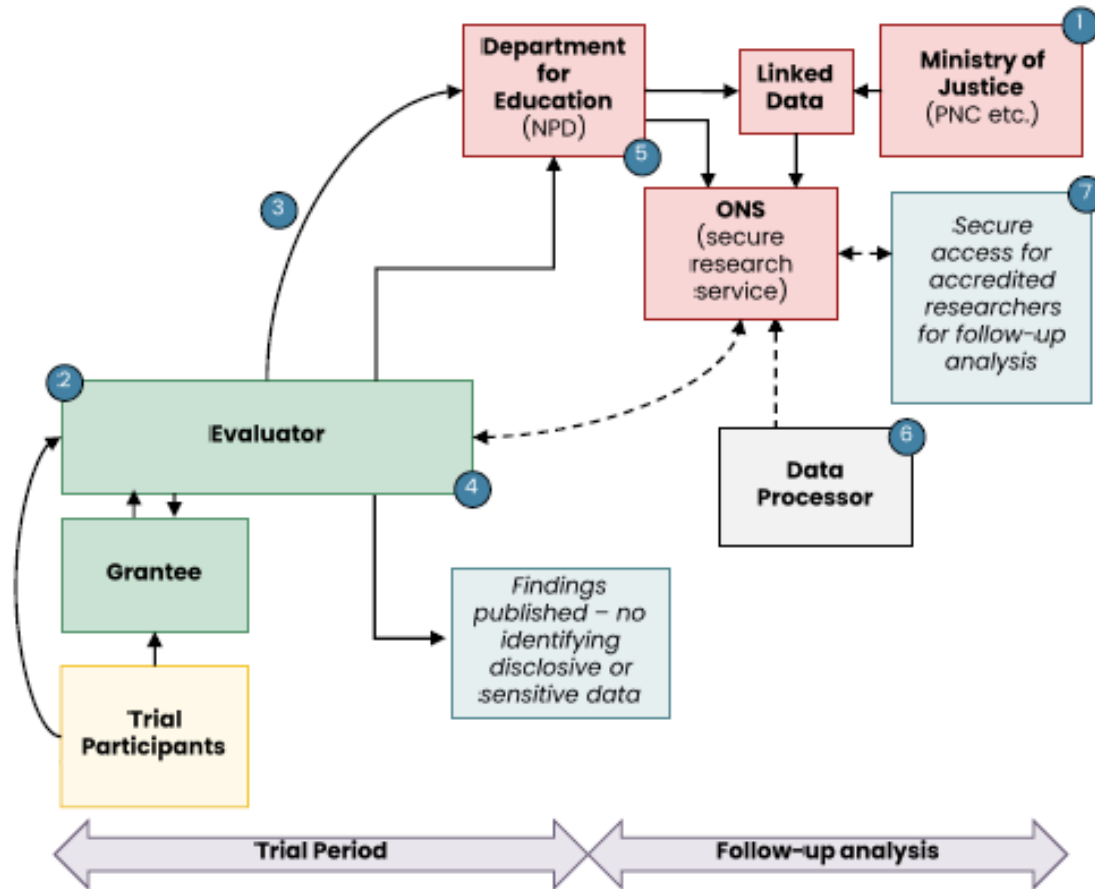 1
Department
for
Education
(NPD)
Linked
Data
Ministry of
Justice
(PNC etc.)
5
3
7
ONS
(secure
research
service)
Secure
access for
accredited
researchers
for follow-up
analysis
2
Evaluator
4
6
Data
Processor
Grantee
Findings
published – no
identifying
disclosive or
sensitive data
Trial
Participants
Trial Period
Follow-up analysis